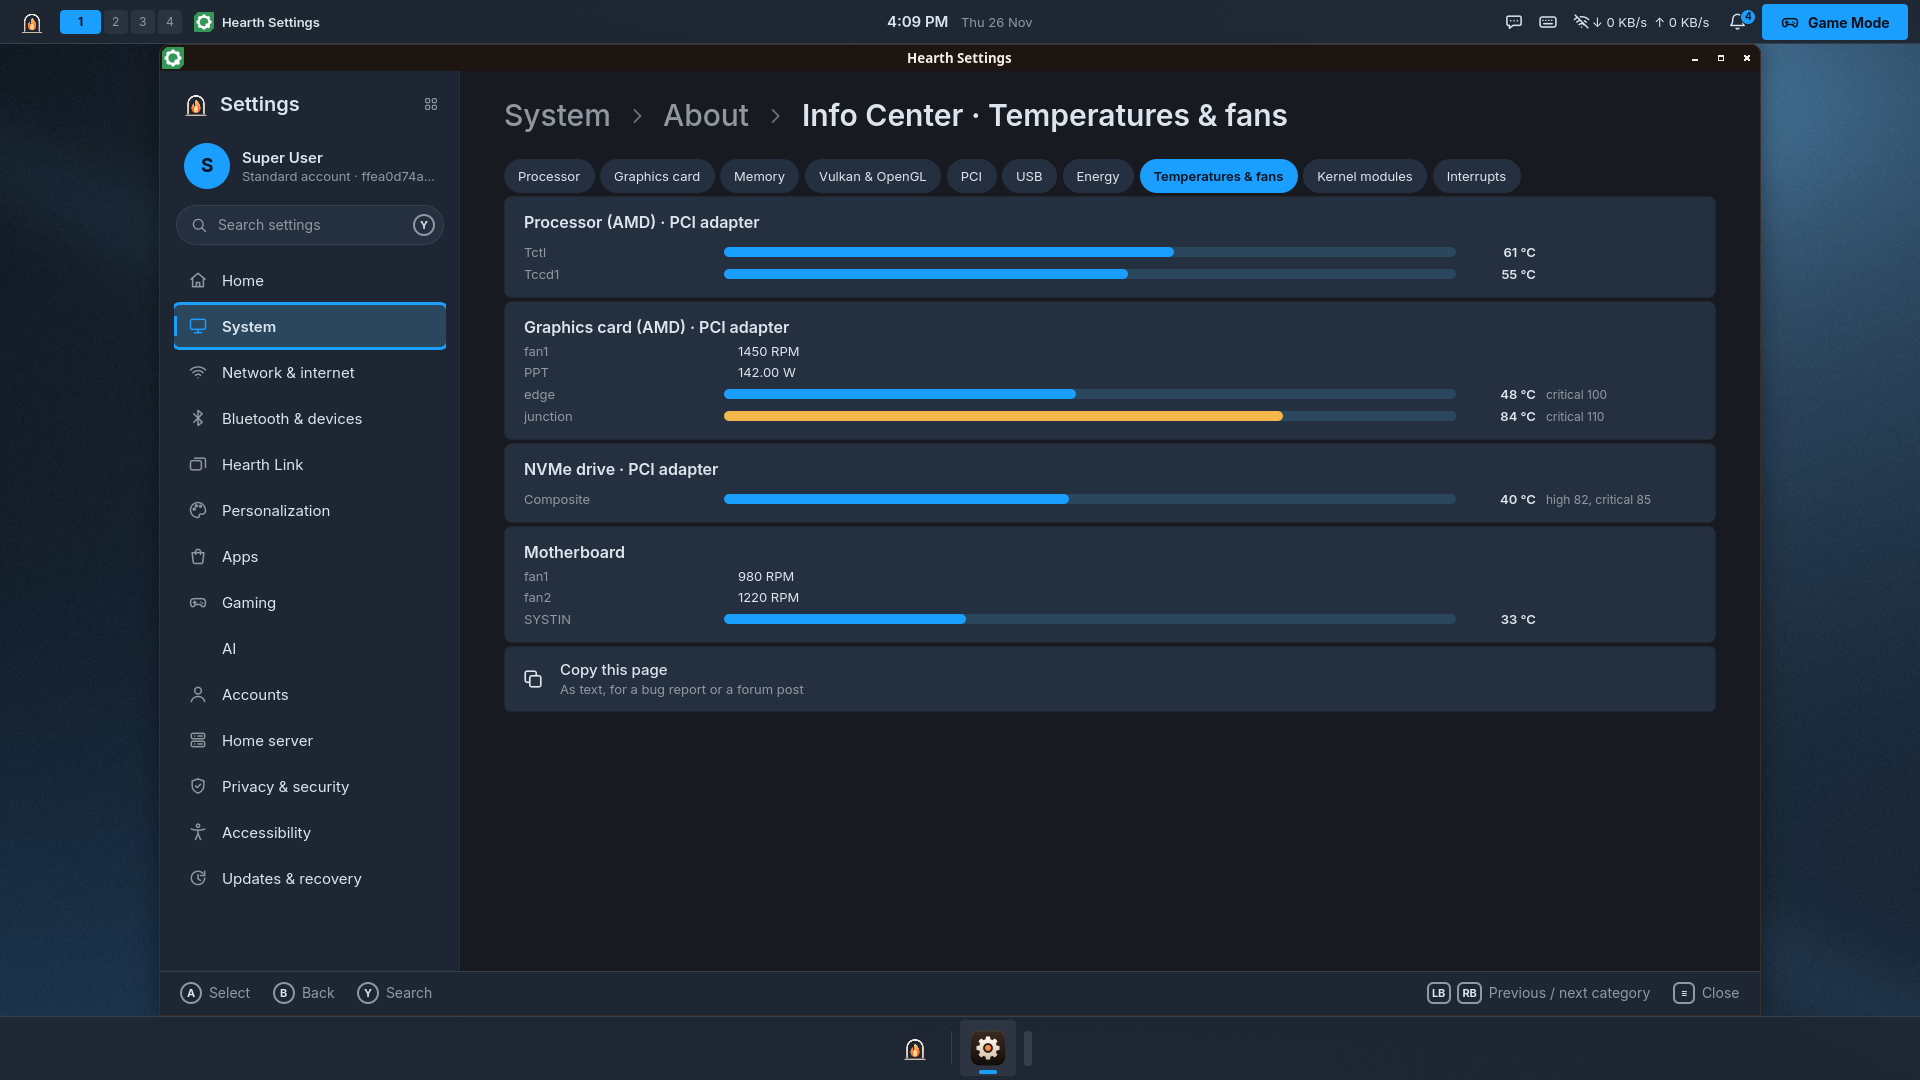 1 2 3 4 Hearth Settings 4:09 PM Thu 26 Nov ↓ 0 KB/s ↑ 0 KB/s 4 Game Mode
Hearth Settings
Settings
Super User
Standard account · ffea0d74a...
Search settings Y
Home
System
Network & internet
Bluetooth & devices
Hearth Link
Personalization
Apps
Gaming
AI
Accounts
Home server
Privacy & security
Accessibility
Updates & recovery
System > About > Info Center · Temperatures & fans
Processor Graphics card Memory Vulkan & OpenGL PCI USB Energy Temperatures & fans Kernel modules Interrupts
Processor (AMD) · PCI adapter
Tctl 61 °C
Tccd1 55 °C
Graphics card (AMD) · PCI adapter
fan1 1450 RPM
PPT 142.00 W
edge 48 °C critical 100
junction 84 °C critical 110
NVMe drive · PCI adapter
Composite 40 °C high 82, critical 85
Motherboard
fan1 980 RPM
fan2 1220 RPM
SYSTIN 33 °C
Copy this page
As text, for a bug report or a forum post
A Select B Back Y Search LB RB Previous / next category ≡ Close